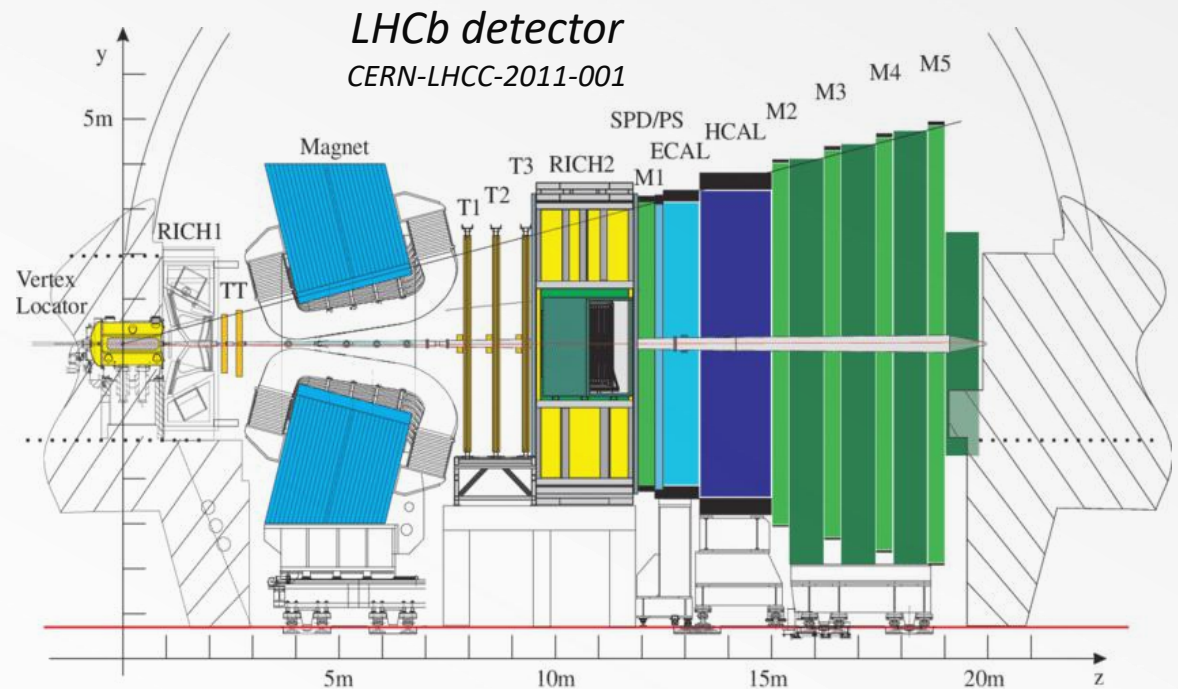 LHCb detector
CERN-LHCC-2011-001
y
5m
Magnet
RICH1
Vertex
Locator
TT
T1
T2
T3
RICH2
SPD/PS
ECAL
HCAL
M1
M2
M3
M4
M5
5m
10m
15m
20m
z